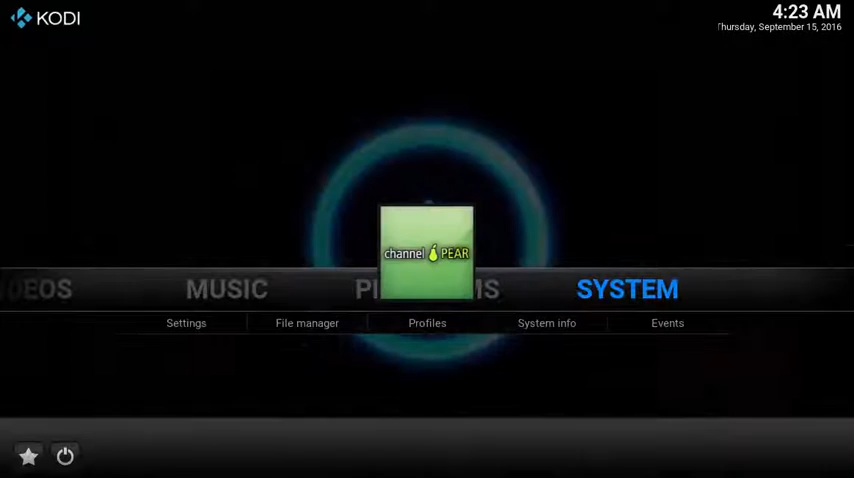 KODI
4:23 AM
Thursday, September 15, 2016
channel PEAR
MUSIC
SYSTEM
Settings
File manager
Profiles
System info
Events